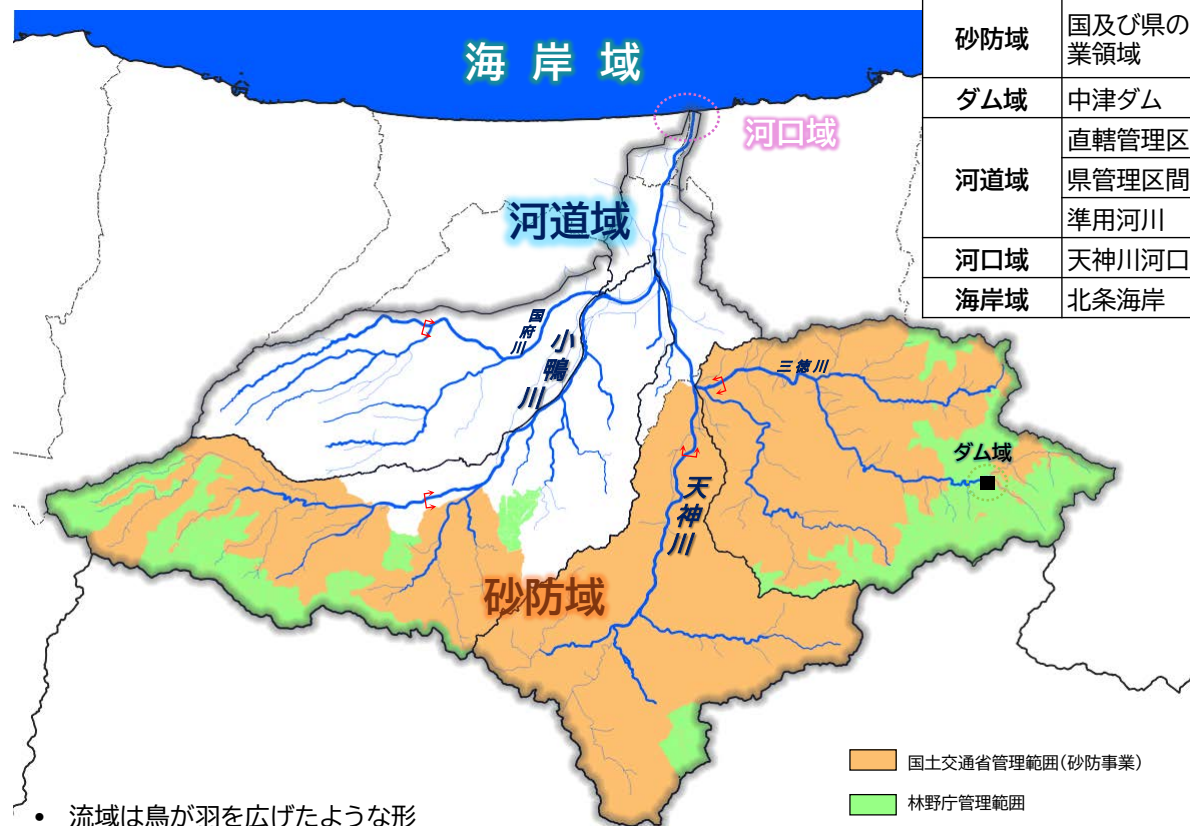 海岸域
河口域
河道域
国府川
小鴨川
三徳川
ダム域
天神川
砂防域
砂防域 国及び県の
業領域
ダム域 中津ダム
河道域 直轄管理区
県管理区間
準用河川
河口域 天神川河口
海岸域 北条海岸
国土交通省管理範囲(砂防事業)
林野庁管理範囲
• 流域は鳥が羽を広げたような形